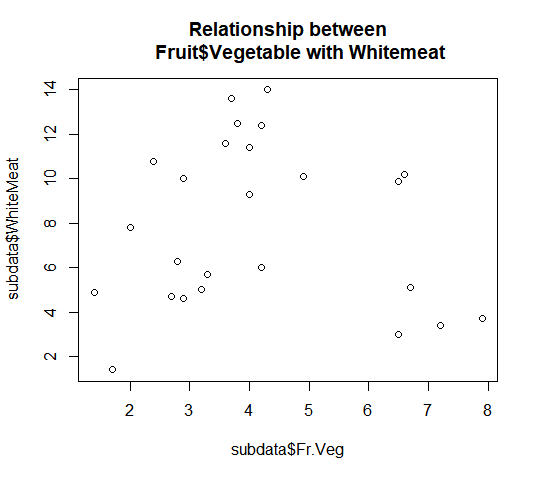 Relationship between
Fruit$Vegetable with Whitemeat
subdata$WhiteMeat
14
12
10
8
6
4
2
2 3 4 5 6 7 8
subdata$Fr.Veg